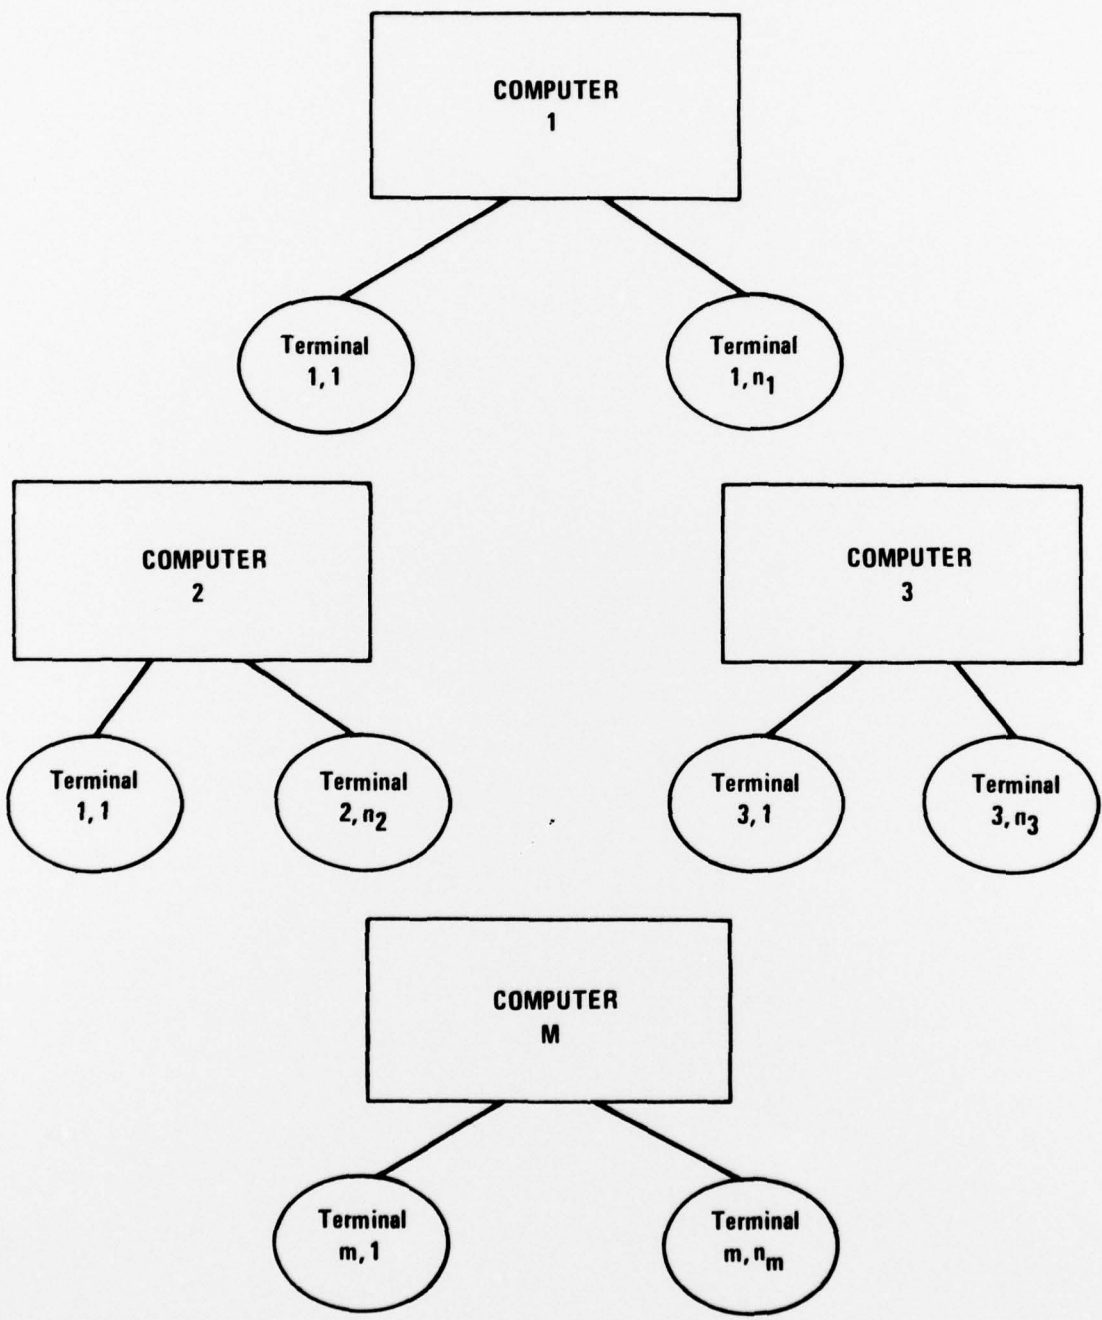 COMPUTER
1
Terminal
1, 1
Terminal
1, n₁
COMPUTER
2
COMPUTER
3
Terminal
1, 1
Terminal
2, n₂
Terminal
3, 1
Terminal
3, n₃
COMPUTER
M
Terminal
m, 1
Terminal
m, nₘ